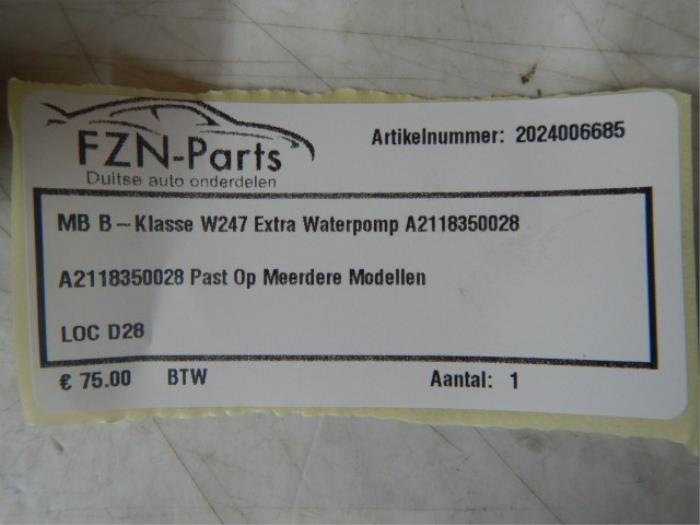 FZN-Parts
Duitse auto onderdelen
Artikelnummer: 2024006685
MB B - Klasse W247 Extra Waterpomp A2118350028
A2118350028 Past Op Meerdere Modellen
LOC D28
€ 75.00 BTW Aantal: 1